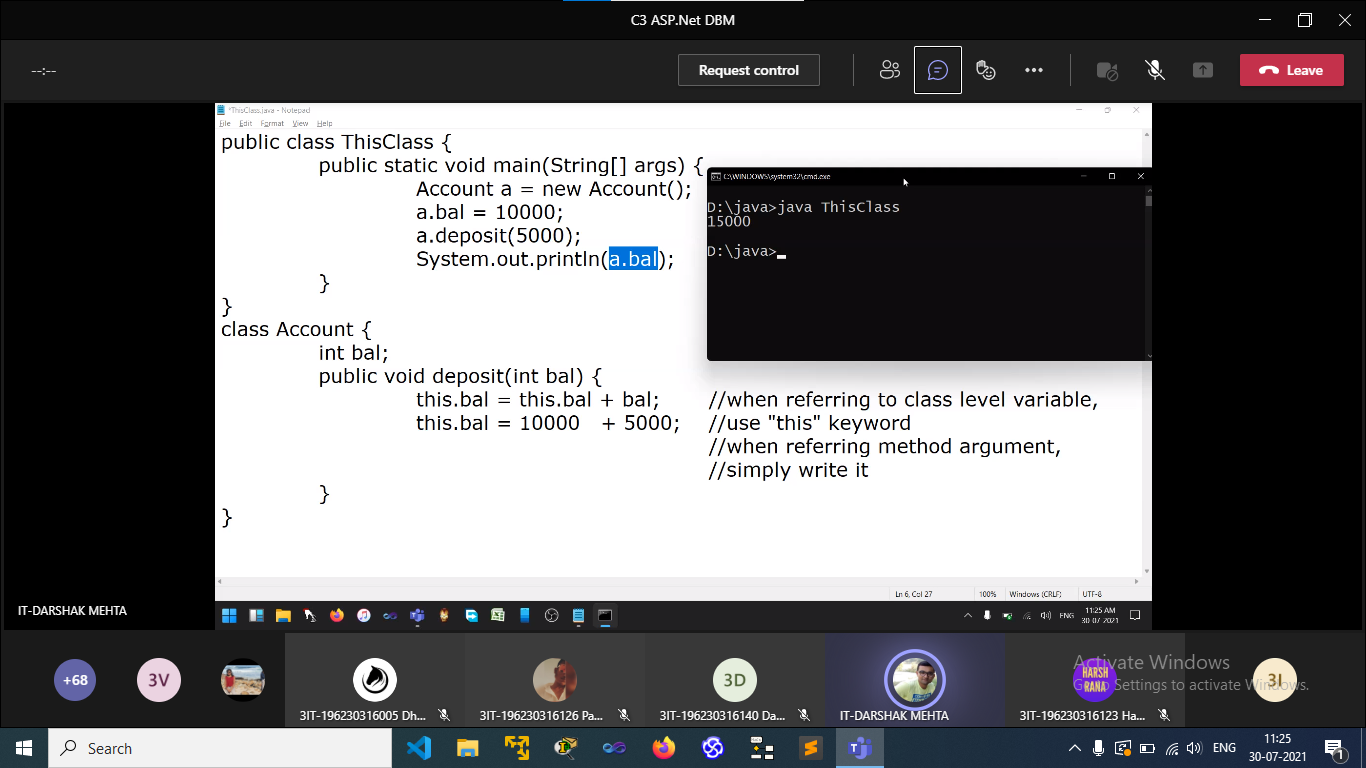 C3 ASP.Net DBM
--:--
Request control
Leave
*ThisClass.java - Notepad
File Edit Format View Help
public class ThisClass {
public static void main(String[] args) {
Account a = new Account();
a.bal = 10000;
a.deposit(5000);
System.out.println(a.bal);
}
}
class Account {
int bal;
public void deposit(int bal) {
this.bal = this.bal + bal; //when referring to class level variable,
this.bal = 10000 + 5000; //use "this" keyword
//when referring method argument,
//simply write it
}
}
C:\WINDOWS\system32\cmd.exe
D:\java>java ThisClass
15000
D:\java>
Ln 6, Col 27 100% Windows (CRLF) UTF-8
IT-DARSHAK MEHTA
ENG 11:25 AM
30-07-2021
+68
3V
3D
HARSH
RANA
3I
3IT-196230316005 Dh...
3IT-196230316126 Pa...
3IT-196230316140 Da...
IT-DARSHAK MEHTA
3IT-196230316123 Ha...
Activate Windows
Go to Settings to activate Windows.
Search
ENG
11:25
30-07-2021
1